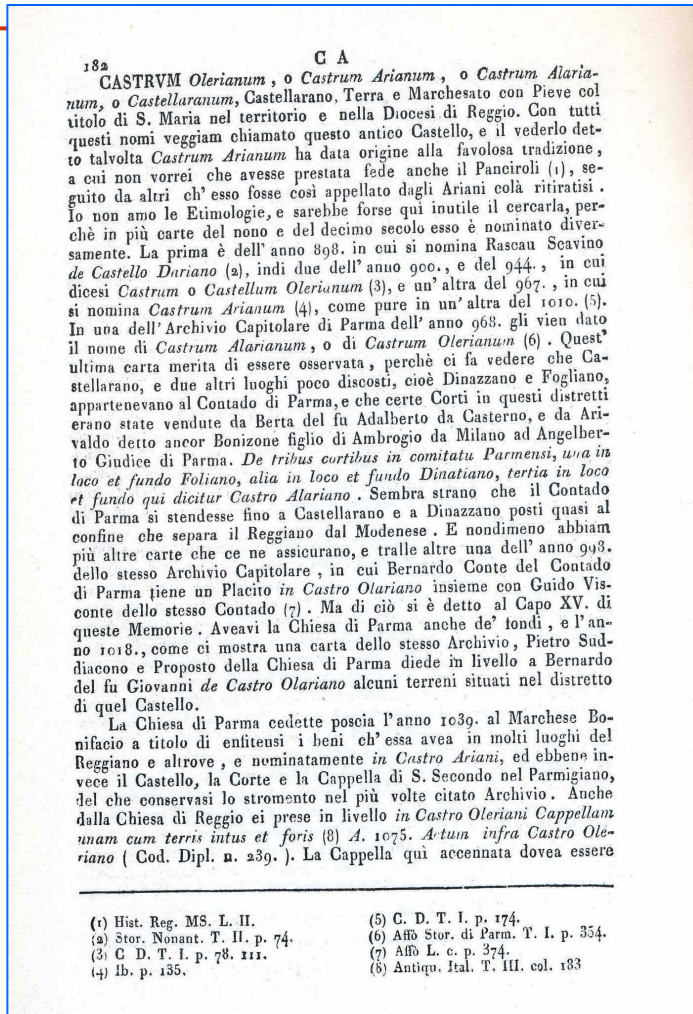 182
C A
CASTRVM Olerianum, o Castrum Arianum, o Castrum Alaria-
num, o Castellaranum, Castellarano, Terra e Marchesato con Pieve col
titolo di S. Maria nel territorio e nella Diocesi di Reggio. Con tutti
questi nomi veggiam chiamato questo antico Castello, e il vederlo det-
to talvolta Castrum Arianum ha data origine alla favolosa tradizione,
a cui non vorrei che avesse prestata fede anche il Panciroli (1), se-
guito da altri ch' esso fosse così appellato dagli Ariani colà ritiratisi.
Io non amo le Etimologie, e sarebbe forse qui inutile il cercarla, per-
chè in più carte del nono e del decimo secolo esso è nominato diver-
samente. La prima è dell' anno 898. in cui si nomina Rascau Scavino
de Castello Dariano (2), indi due dell' anno 900., e del 944., in cui
dicesi Castrum o Castellum Olerianum (3), e un' altra del 967., in cui
si nomina Castrum Arianum (4), come pure in un' altra del 1010. (5).
In una dell' Archivio Capitolare di Parma dell' anno 968. gli vien dato
il nome di Castrum Alarianum, o di Castrum Olerianum (6). Quest'
ultima carta merita di essere osservata, perchè ci fa vedere che Ca-
stellarano, e due altri luoghi poco discosti, cioè Dinazzano e Fogliano,
appartenevano al Contado di Parma, e che certe Corti in questi distretti
erano state vendute da Berta del fu Adalberto da Casterno, e da Ari-
valdo detto ancor Bonizone figlio di Ambrogio da Milano ad Angelber-
to Giudice di Parma. De tribus cortibus in comitatu Parmensi, una in
loco et fundo Foliano, alia in loco et fundo Dinatiano, tertia in loco
et fundo qui dicitur Castro Alariano. Sembra strano che il Contado
di Parma si stendesse fino a Castellarano e a Dinazzano posti quasi al
confine che separa il Reggiano dal Modenese. E nondimeno abbiam
più altre carte che ce ne assicurano, e tralle altre una dell' anno 998.
dello stesso Archivio Capitolare, in cui Bernardo Conte del Contado
di Parma tiene un Placito in Castro Olariano insieme con Guido Vis-
conte dello stesso Contado (7). Ma di ciò si è detto al Capo XV. di
queste Memorie. Aveavi la Chiesa di Parma anche de' fondi, e l' an-
no 1018., come ci mostra una carta dello stesso Archivio, Pietro Sud-
diacono e Proposto della Chiesa di Parma diede in livello a Bernardo
del fu Giovanni de Castro Olariano alcuni terreni situati nel distretto
di quel Castello.
La Chiesa di Parma cedette poscia l' anno 1039. al Marchese Bo-
nifacio a titolo di enfiteusi i beni ch' essa avea in molti luoghi del
Reggiano e altrove, e nominatamente in Castro Ariani, ed ebbene in-
vece il Castello, la Corte e la Cappella di S. Secondo nel Parmigiano,
del che conservasi lo stromento nel più volte citato Archivio. Anche
dalla Chiesa di Reggio ei prese in livello in Castro Oleriani Cappellam
unam cum terris intus et foris (8) A. 1075. Actum infra Castro Ole-
riano (Cod. Dipl. n. 239.). La Cappella quì accennata dovea essere
(1) Hist. Reg. MS. L. II.
(2) Stor. Nonant. T. II. p. 74.
(3) C D. T. I. p. 78. 111.
(4) Ib. p. 135.
(5) C. D. T. I. p. 174.
(6) Affò Stor. di Parm. T. I. p. 354.
(7) Affò L. c. p. 374.
(8) Antiqu. Ital. T. III. col. 183